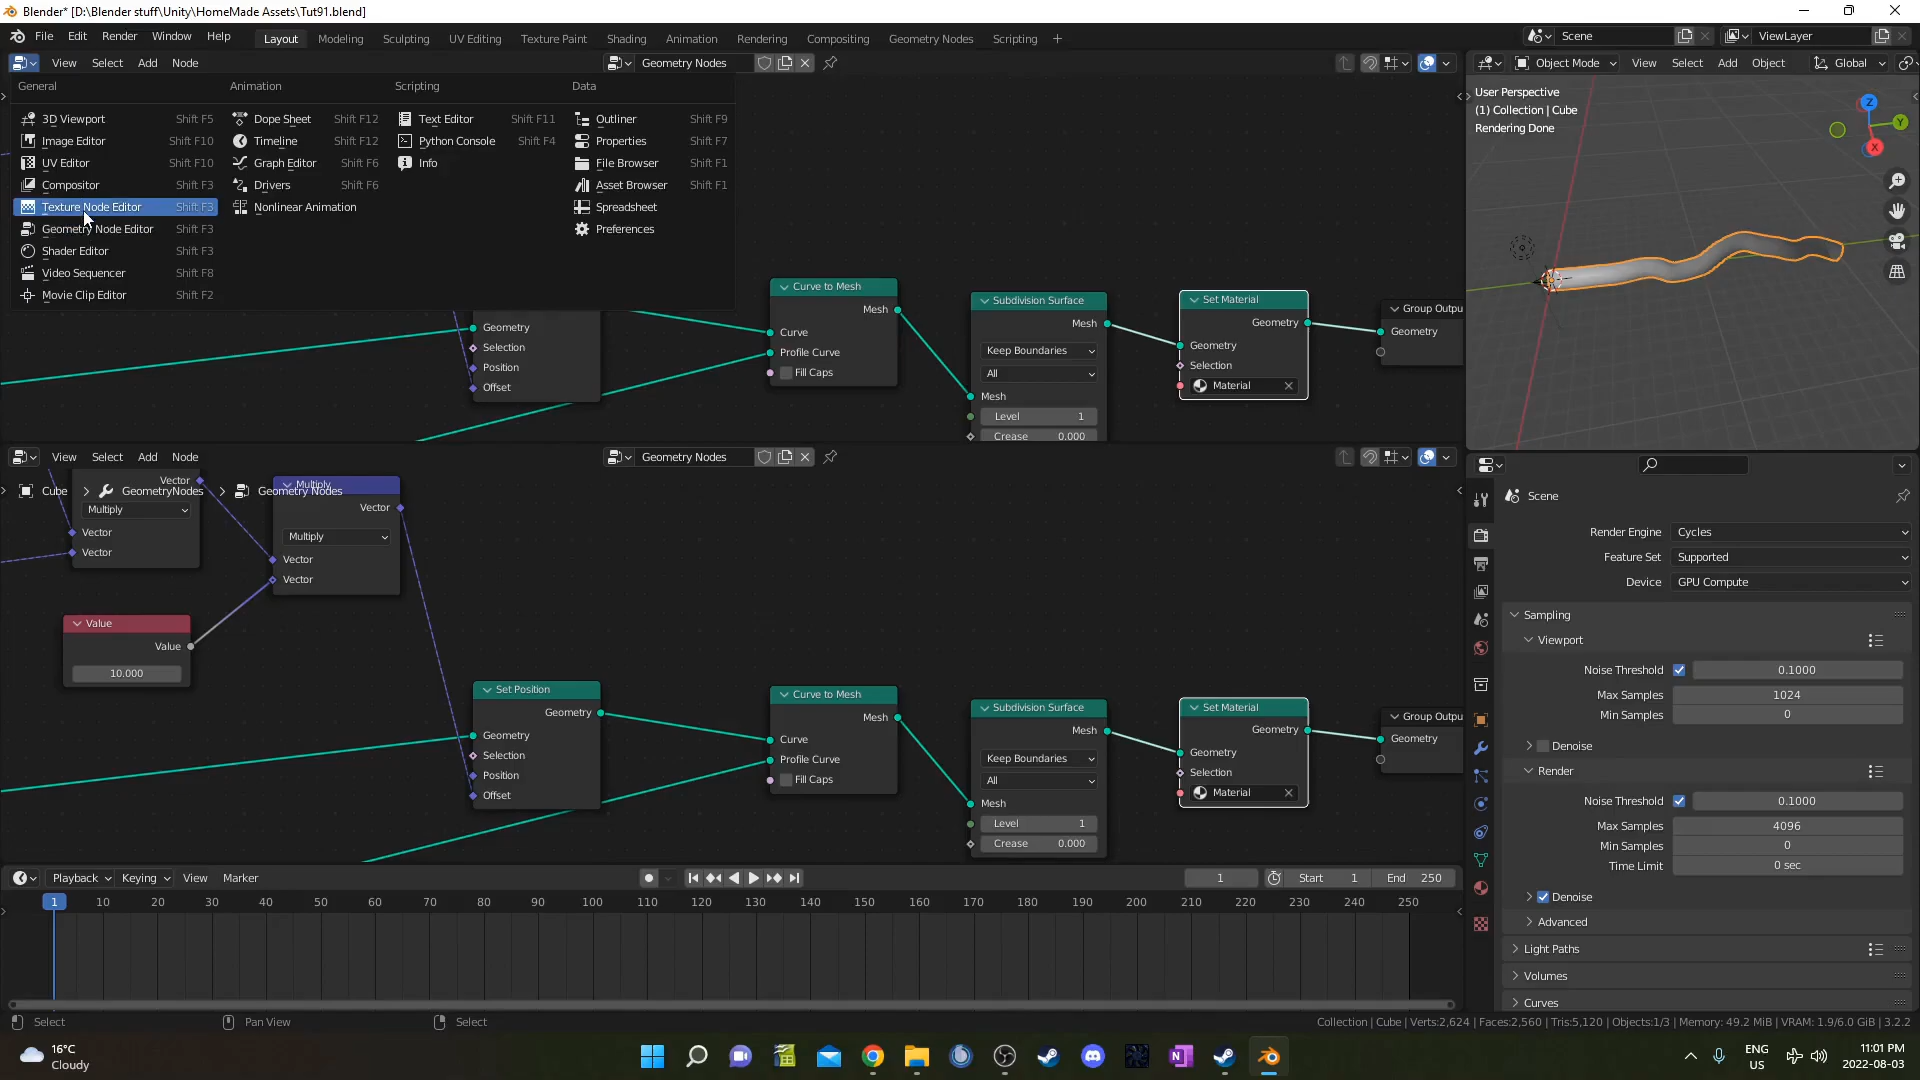 Blender* [D:\Blender stuff\Unity\HomeMade Assets\Tut91.blend]
File Edit Render Window Help Layout Modeling Sculpting UV Editing Texture Paint Shading Animation Rendering Compositing Geometry Nodes Scripting + Scene ViewLayer
View Select Add Node Geometry Nodes Object Mode View Select Add Object Global
General Animation Scripting Data
3D Viewport Shift F5 Dope Sheet Shift F12 Text Editor Shift F11 Outliner Shift F9
Image Editor Shift F10 Timeline Shift F12 Python Console Shift F4 Properties Shift F7
UV Editor Shift F10 Graph Editor Shift F6 Info File Browser Shift F1
Compositor Shift F3 Drivers Shift F6 Asset Browser Shift F1
Texture Node Editor Shift F3 Nonlinear Animation Spreadsheet
Geometry Node Editor Shift F3 Preferences
Shader Editor Shift F3
Video Sequencer Shift F8
Movie Clip Editor Shift F2
User Perspective
(1) Collection | Cube
Rendering Done
Z
Y
X
Geometry
Selection
Position
Offset
Curve to Mesh
Mesh
Curve
Profile Curve
Fill Caps
Subdivision Surface
Mesh
Keep Boundaries
All
Mesh
Level 1
Crease 0.000
Set Material
Geometry
Geometry
Selection
Material
Group Outpu
Geometry
View Select Add Node Geometry Nodes
Cube GeometryNodes Geometry Nodes
Vector
Multiply
Vector
Vector
Multiply
Vector
Multiply
Vector
Vector
Value
Value
10.000
Set Position
Geometry
Geometry
Selection
Position
Offset
Curve to Mesh
Mesh
Curve
Profile Curve
Fill Caps
Subdivision Surface
Mesh
Keep Boundaries
All
Mesh
Level 1
Crease 0.000
Set Material
Geometry
Geometry
Selection
Material
Group Outpu
Geometry
Scene
Render Engine Cycles
Feature Set Supported
Device GPU Compute
Sampling
Viewport
Noise Threshold 0.1000
Max Samples 1024
Min Samples 0
Denoise
Render
Noise Threshold 0.1000
Max Samples 4096
Min Samples 0
Time Limit 0 sec
Denoise
Advanced
Light Paths
Volumes
Curves
Playback Keying View Marker 1 Start 1 End 250
1 10 20 30 40 50 60 70 80 90 100 110 120 130 140 150 160 170 180 190 200 210 220 230 240 250
Select Pan View Select Collection | Cube | Verts:2,624 | Faces:2,560 | Tris:5,120 | Objects:1/3 | Memory: 49.2 MiB | VRAM: 1.9/6.0 GiB | 3.2.2
16°C
Cloudy
ENG
US
11:01 PM
2022-08-03